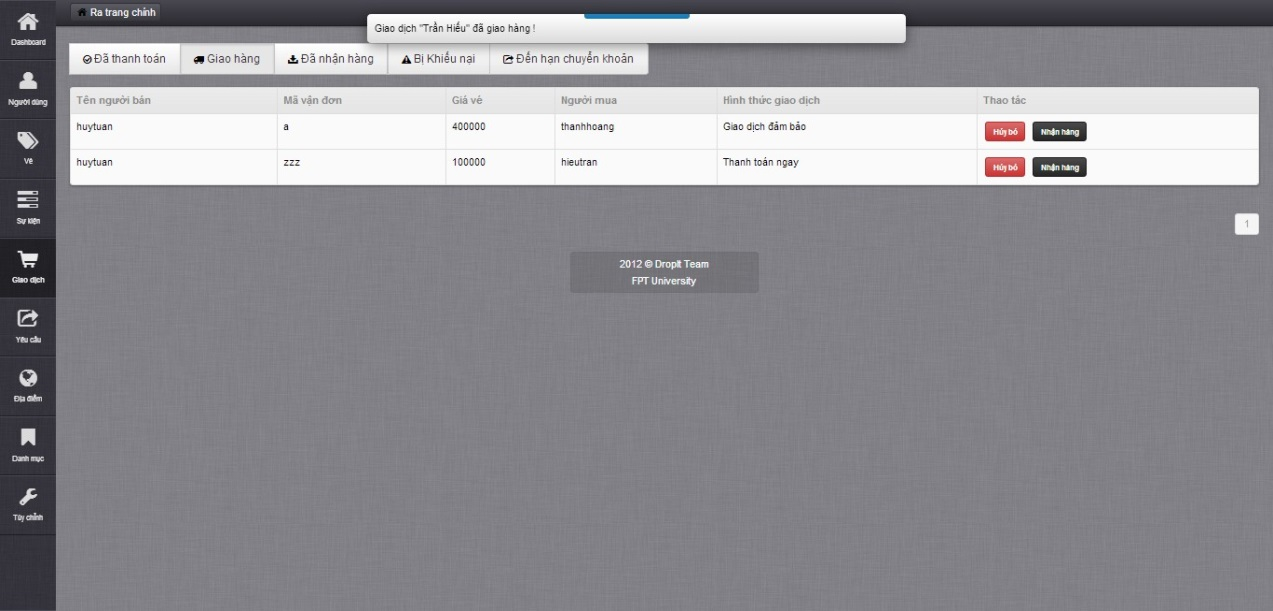 Ra trang chính
Giao dịch "Trần Hiếu" đã giao hàng !
Dashboard
Người dùng
Vé
Sự kiện
Giao dịch
Yêu cầu
Địa điểm
Danh mục
Tùy chỉnh
Đã thanh toán
Giao hàng
Đã nhận hàng
Bị Khiếu nại
Đến hạn chuyển khoản
Tên người bán Mã vận đơn Giá vé Người mua Hình thức giao dịch Thao tác
huytuan a 400000 thanhhoang Giao dịch đảm bảo Hủy bỏ Nhận hàng
huytuan zzz 100000 hieutran Thanh toán ngay Hủy bỏ Nhận hàng
1
2012 © DropIt Team
FPT University